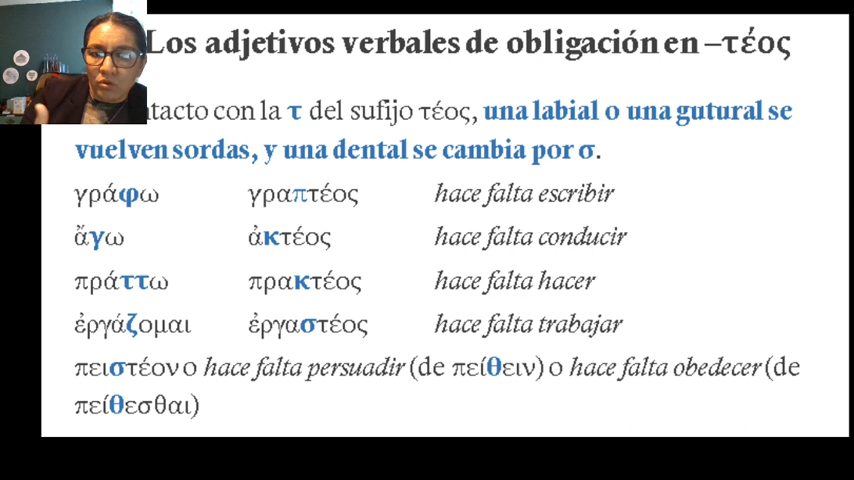 Los adjetivos verbales de obligación en –τέος
ntacto con la τ del sufijo τέος, una labial o una gutural se
vuelven sordas, y una dental se cambia por σ.
γράφω γραπτέος hace falta escribir
ἄγω ἀκτέος hace falta conducir
πράττω πρακτέος hace falta hacer
ἐργάζομαι ἐργαστέος hace falta trabajar
πειστέον o hace falta persuadir (de πείθειν) o hace falta obedecer (de
πείθεσθαι)